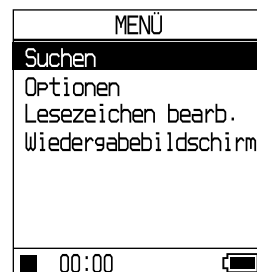 MENÜ
Suchen
Optionen
Lesezeichen bearb.
Wiedergabebildschirm
00:00